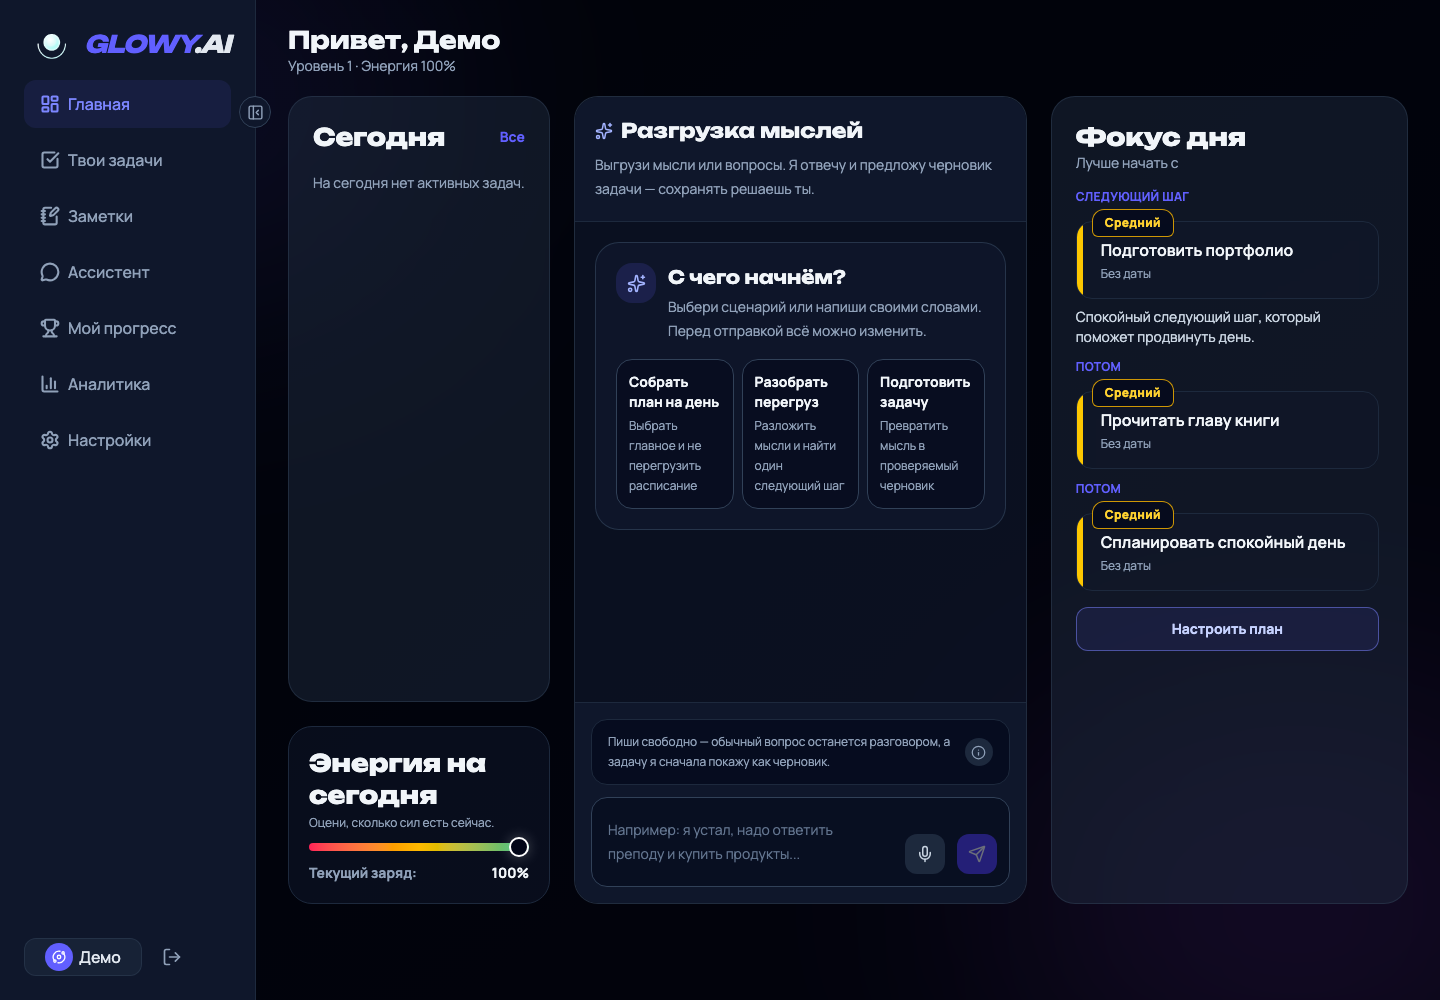 GLOWY.AI
Главная
Твои задачи
Заметки
Ассистент
Мой прогресс
Аналитика
Настройки
Демо
Привет, Демо
Уровень 1 · Энергия 100%
Сегодня
Все
На сегодня нет активных задач.
Энергия на
сегодня
Оцени, сколько сил есть сейчас.
Текущий заряд:
100%
Разгрузка мыслей
Выгрузи мысли или вопросы. Я отвечу и предложу черновик
задачи — сохранять решаешь ты.
С чего начнём?
Выбери сценарий или напиши своими словами.
Перед отправкой всё можно изменить.
Собрать
план на день
Выбрать
главное и не
перегрузить
расписание
Разобрать
перегруз
Разложить
мысли и найти
один
следующий шаг
Подготовить
задачу
Превратить
мысль в
проверяемый
черновик
Пиши свободно — обычный вопрос останется разговором, а
задачу я сначала покажу как черновик.
Например: я устал, надо ответить
преподу и купить продукты...
Фокус дня
Лучше начать с
СЛЕДУЮЩИЙ ШАГ
Средний
Подготовить портфолио
Без даты
Спокойный следующий шаг, который
поможет продвинуть день.
ПОТОМ
Средний
Прочитать главу книги
Без даты
ПОТОМ
Средний
Спланировать спокойный день
Без даты
Настроить план